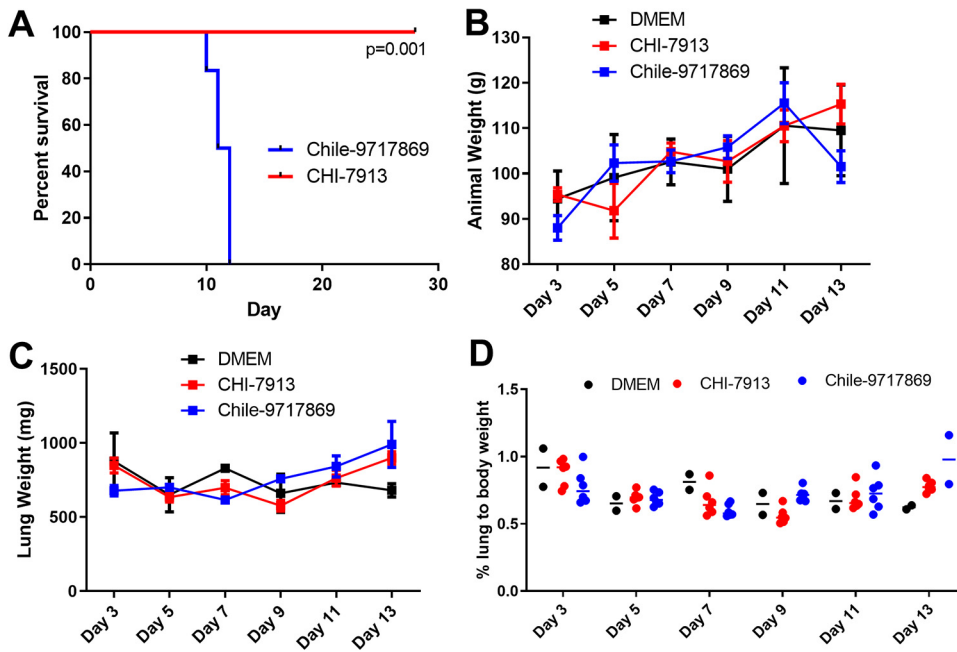 A
Percent survival
100
80
60
40
20
0
p=0.001
Chile-9717869
CHI-7913
0
10
20
30
Day
B
DMEM
CHI-7913
Chile-9717869
Animal Weight (g)
120
110
100
90
80
Day 3
Day 5
Day 7
Day 9
Day 11
Day 13
C
DMEM
CHI-7913
Chile-9717869
Lung Weight (mg)
1500
1000
500
0
Day 3
Day 5
Day 7
Day 9
Day 11
Day 13
D
DMEM
CHI-7913
Chile-9717869
% lung to body weight
1.5
1.0
0.5
0.0
Day 3
Day 5
Day 7
Day 9
Day 11
Day 13